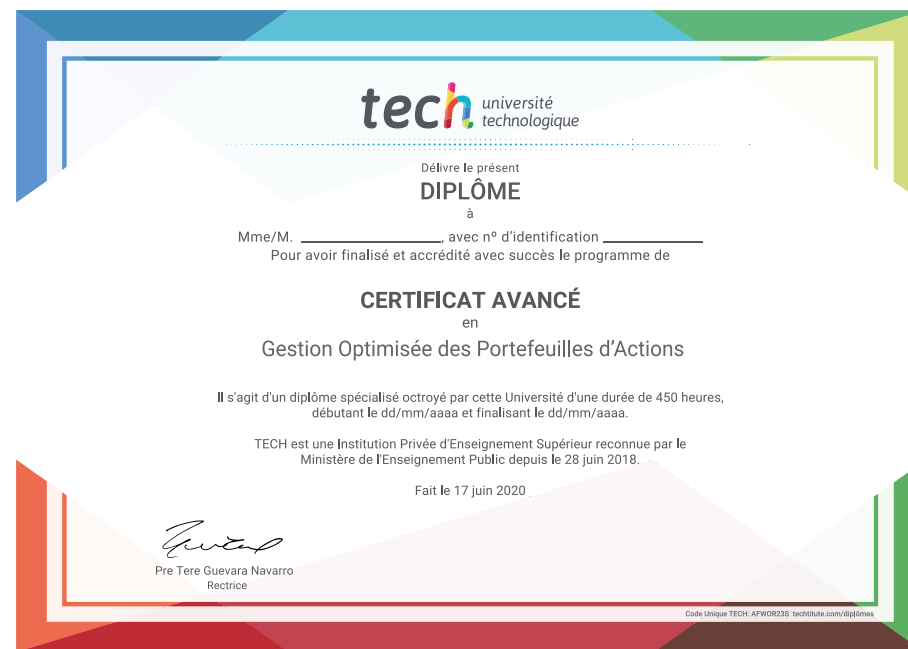 tech université
technologique
Délivre le présent
DIPLÔME
à
Mme/M. ____________________, avec nº d'identification ______________
Pour avoir finalisé et accrédité avec succès le programme de
CERTIFICAT AVANCÉ
en
Gestion Optimisée des Portefeuilles d'Actions
Il s'agit d'un diplôme spécialisé octroyé par cette Université d'une durée de 450 heures,
débutant le dd/mm/aaaa et finalisant le dd/mm/aaaa.
TECH est une Institution Privée d'Enseignement Supérieur reconnue par le
Ministère de l'Enseignement Public depuis le 28 juin 2018.
Fait le 17 juin 2020
Pre Tere Guevara Navarro
Rectrice
Code Unique TECH: AFWOR23S techtitute.com/diplômes